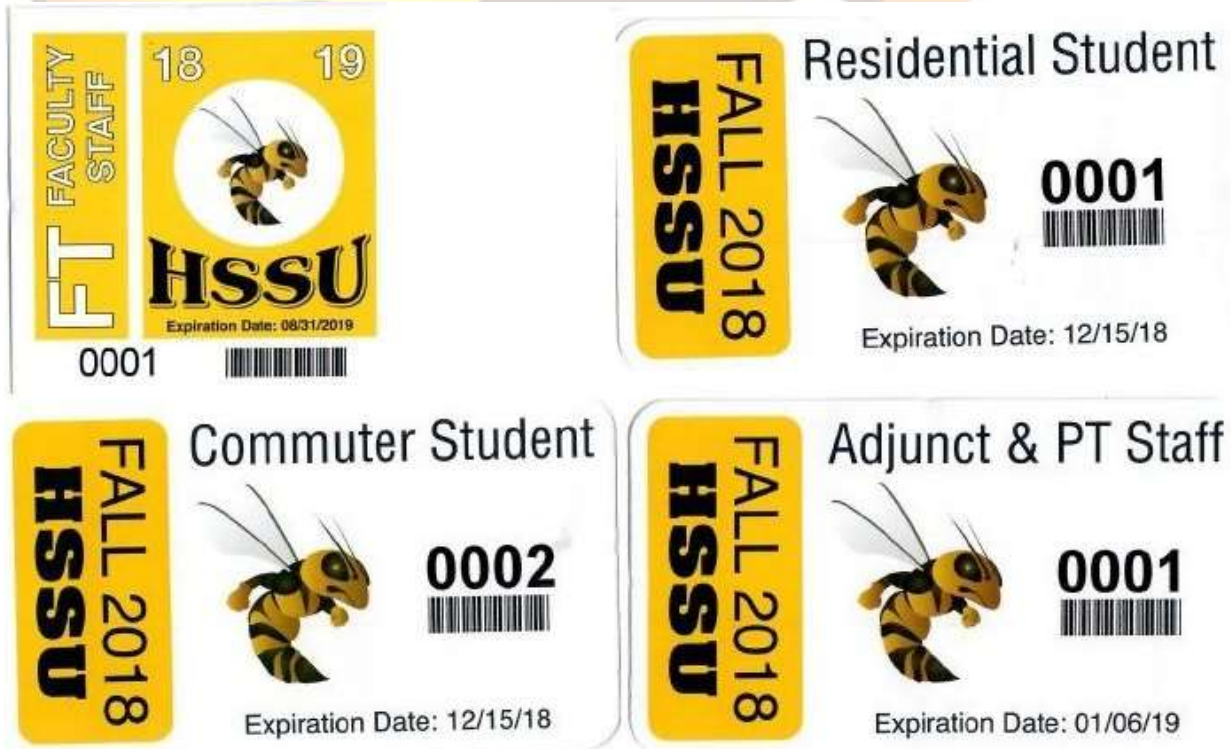 FT FACULTY
STAFF
18 19
HSSU
Expiration Date: 08/31/2019
0001
FALL 2018
HSSU
Residential Student
0001
Expiration Date: 12/15/18
FALL 2018
HSSU
Commuter Student
0002
Expiration Date: 12/15/18
FALL 2018
HSSU
Adjunct & PT Staff
0001
Expiration Date: 01/06/19